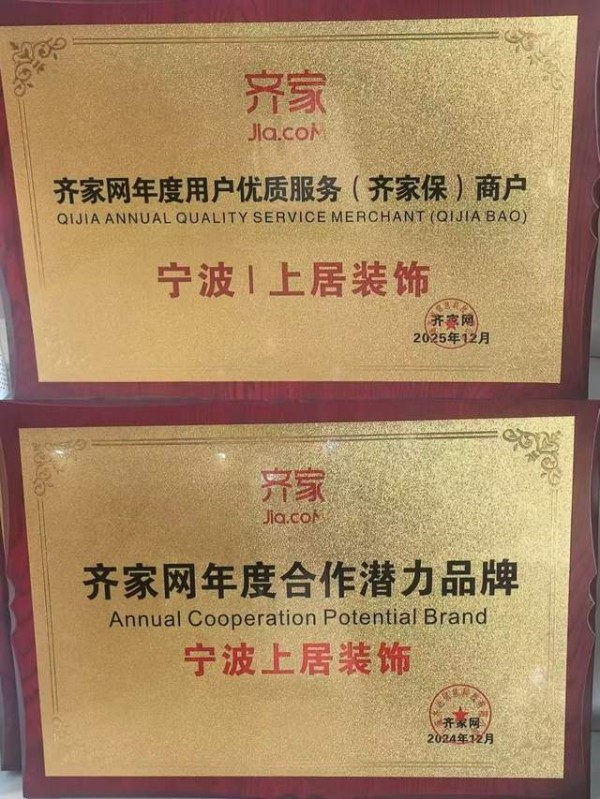 齐家
Jia.coM
齐家网年度用户优质服务（齐家保）商户
QIJIA ANNUAL QUALITY SERVICE MERCHANT (QIJIA BAO)
宁波|上居装饰
齐家网
2025年12月
齐家
Jia.coM
齐家网年度合作潜力品牌
Annual Cooperation Potential Brand
宁波上居装饰
齐家网
2024年12月